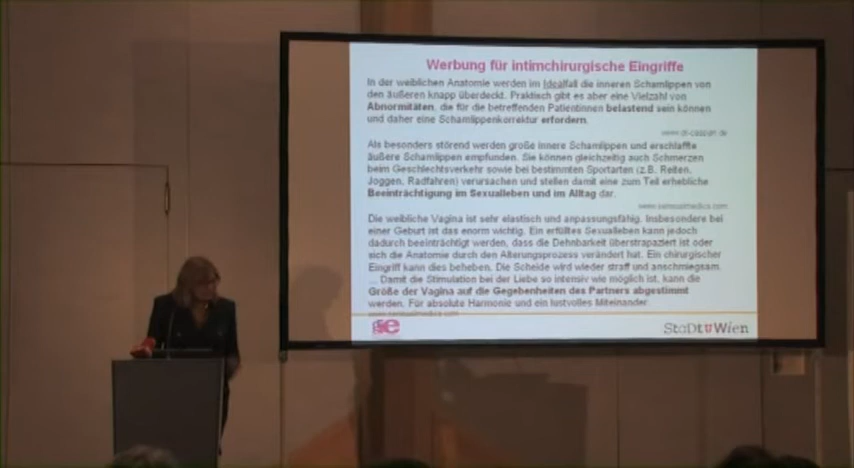 Werbung für intimchirurgische Eingriffe
In der weiblichen Anatomie werden im Idealfall die inneren Schamlippen von
den äußeren knapp überdeckt. Praktisch gibt es aber eine Vielzahl von
Abnormitäten, die für die betreffenden Patientinnen belastend sein können
und daher eine Schamlippenkorrektur erfordern.
Als besonders störend werden große innere Schamlippen und erschlaffte
äußere Schamlippen empfunden. Sie können gleichzeitig auch Schmerzen
beim Geschlechtsverkehr sowie bei bestimmten Sportarten (z.B. Reiten,
Joggen, Radfahren) verursachen und stellen damit eine zum Teil erhebliche
Beeinträchtigung im Sexualleben und im Alltag dar.
www.sensualmedics.com
Die weibliche Vagina ist sehr elastisch und anpassungsfähig. Insbesondere bei
einer Geburt ist das enorm wichtig. Ein erfülltes Sexualleben kann jedoch
dadurch beeinträchtigt werden, dass die Dehnbarkeit überstrapaziert ist oder
sich die Anatomie durch den Alterungsprozess verändert hat. Ein chirurgischer
Eingriff kann dies beheben. Die Scheide wird wieder straff und anschmiegsam.
... Damit die Stimulation bei der Liebe so intensiv wie möglich ist, kann die
Größe der Vagina auf die Gegebenheiten des Partners abgestimmt
werden. Für absolute Harmonie und ein lustvolles Miteinander.
www.sensualmedics.com
StaDt Wien